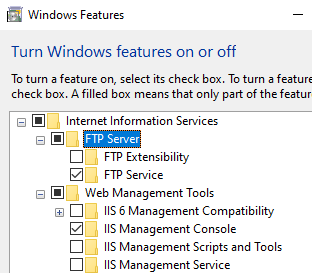 Windows Features
Turn Windows features on or off
To turn a feature on, select its check box. To turn a feature
check box. A filled box means that only part of the feature
Internet Information Services
FTP Server
FTP Extensibility
FTP Service
Web Management Tools
IIS 6 Management Compatibility
IIS Management Console
IIS Management Scripts and Tools
IIS Management Service